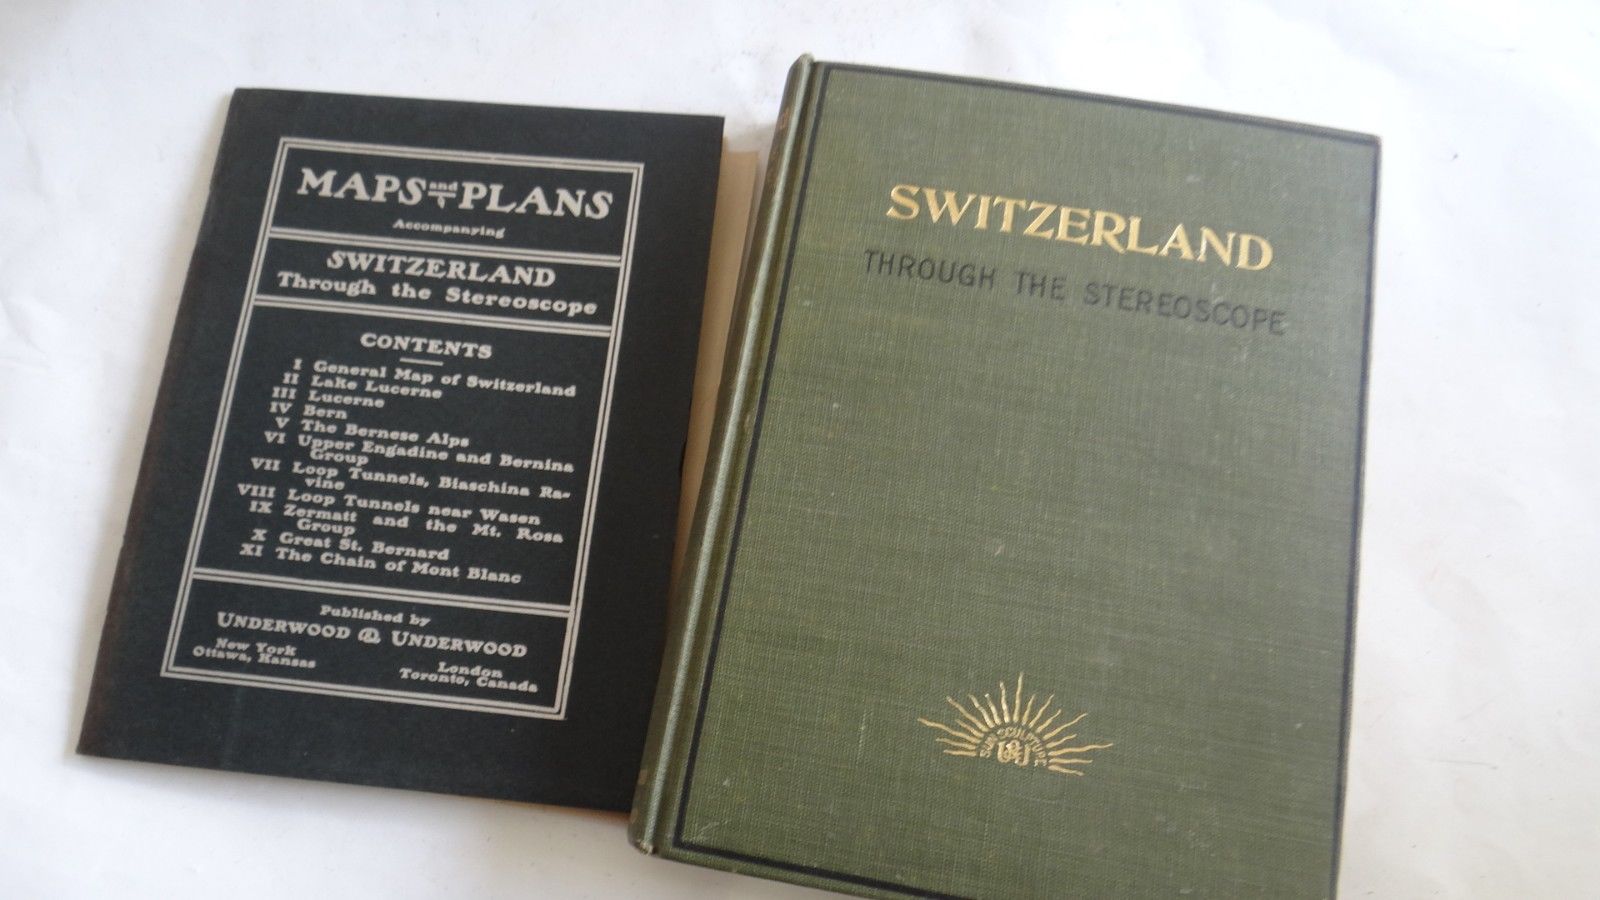 MAPS and PLANS
Accompanying
SWITZERLAND
Through the Stereoscope
CONTENTS
I General Map of Switzerland
II Lake Lucerne
III Lucerne
IV Bern
V The Bernese Alps
VI Upper Engadine and Bernina
Group
VII Loop Tunnels, Biaschina Ra-
vine
VIII Loop Tunnels near Wasen
IX Zermatt and the Mt. Rosa
Group
X Great St. Bernard
XI The Chain of Mont Blanc
Published by
UNDERWOOD & UNDERWOOD
New York
Ottawa, Kansas
London
Toronto, Canada
SWITZERLAND
THROUGH THE STEREOSCOPE
SUN SCULPTURE
U&U